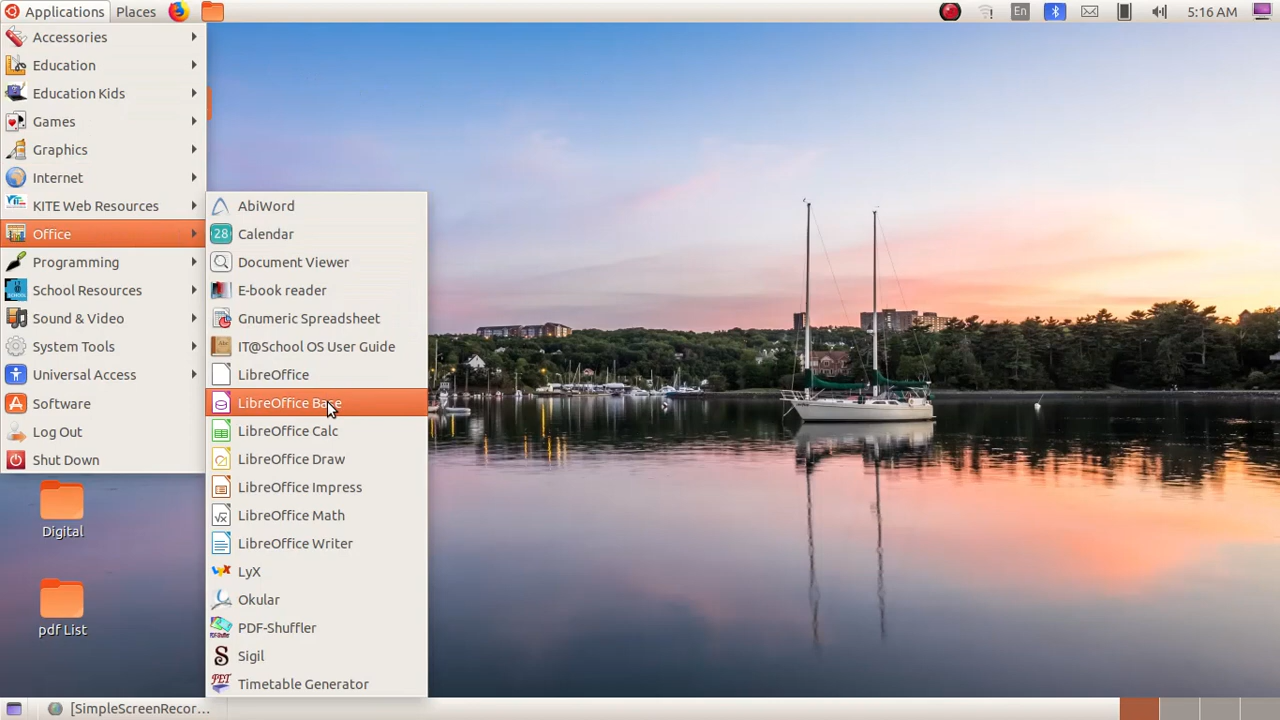 Applications Places En 5:16 AM
Accessories
Education
Education Kids
Games
Graphics
Internet
KITE Web Resources
Office
Programming
School Resources
Sound & Video
System Tools
Universal Access
Software
Log Out
Shut Down
AbiWord
28 Calendar
Document Viewer
E-book reader
Gnumeric Spreadsheet
IT@School OS User Guide
LibreOffice
LibreOffice Base
LibreOffice Calc
LibreOffice Draw
LibreOffice Impress
LibreOffice Math
LibreOffice Writer
LyX
Okular
PDF-Shuffler
Sigil
Timetable Generator
Digital
pdf List
[SimpleScreenRecor...